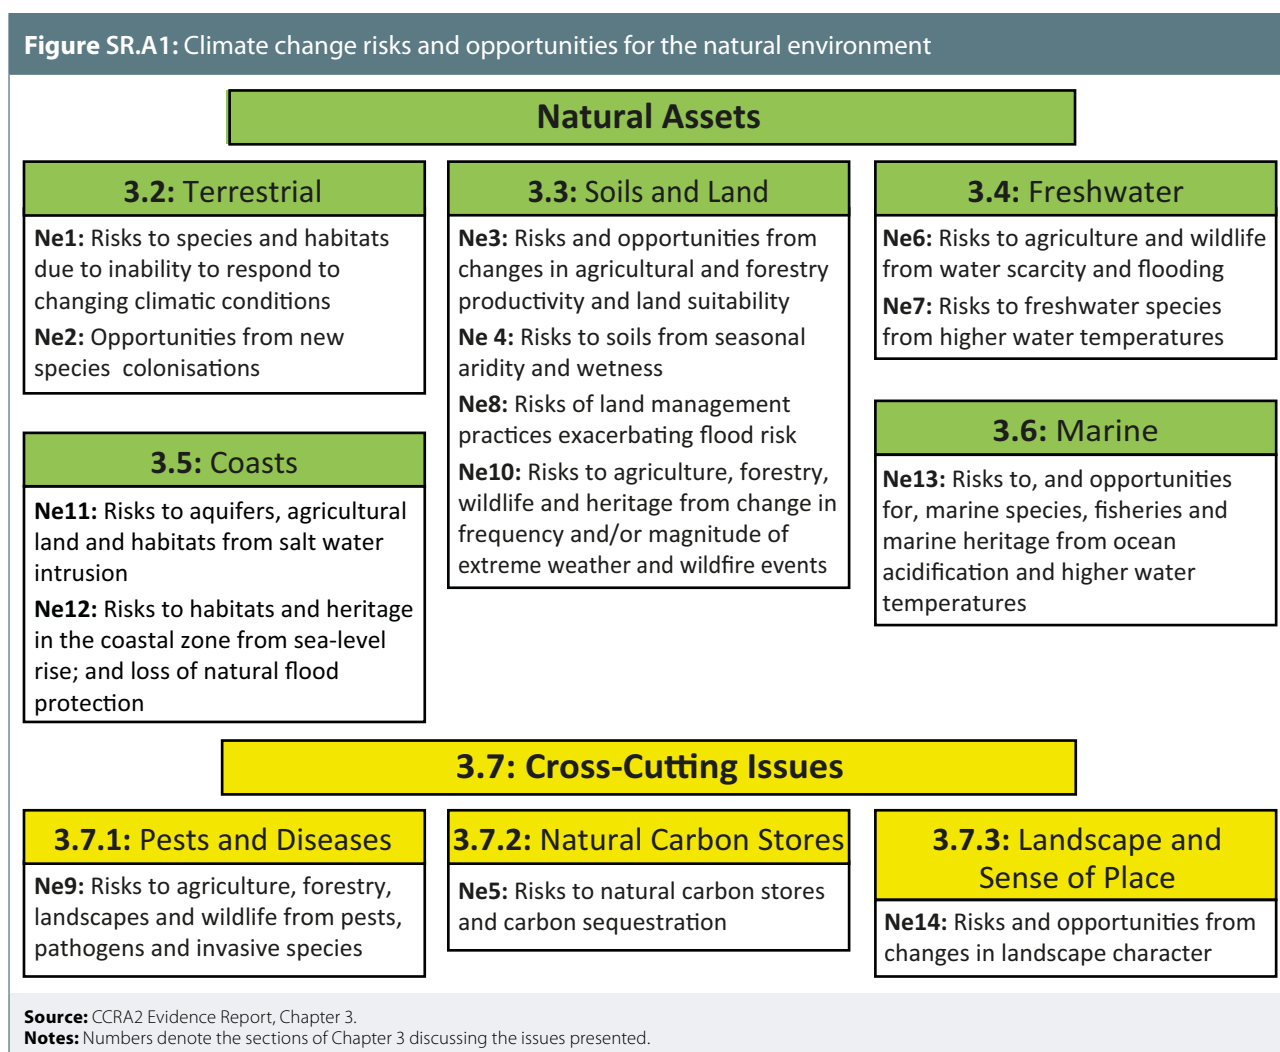 Figure SR.A1: Climate change risks and opportunities for the natural environment
Natural Assets
3.2: Terrestrial
Ne1: Risks to species and habitats
due to inability to respond to
changing climatic conditions
Ne2: Opportunities from new
species colonisations
3.3: Soils and Land
Ne3: Risks and opportunities from
changes in agricultural and forestry
productivity and land suitability
Ne 4: Risks to soils from seasonal
aridity and wetness
Ne8: Risks of land management
practices exacerbating flood risk
Ne10: Risks to agriculture, forestry,
wildlife and heritage from change in
frequency and/or magnitude of
extreme weather and wildfire events
3.4: Freshwater
Ne6: Risks to agriculture and wildlife
from water scarcity and flooding
Ne7: Risks to freshwater species
from higher water temperatures
3.5: Coasts
Ne11: Risks to aquifers, agricultural
land and habitats from salt water
intrusion
Ne12: Risks to habitats and heritage
in the coastal zone from sea-level
rise; and loss of natural flood
protection
3.6: Marine
Ne13: Risks to, and opportunities
for, marine species, fisheries and
marine heritage from ocean
acidification and higher water
temperatures
3.7: Cross-Cutting Issues
3.7.1: Pests and Diseases
Ne9: Risks to agriculture, forestry,
landscapes and wildlife from pests,
pathogens and invasive species
3.7.2: Natural Carbon Stores
Ne5: Risks to natural carbon stores
and carbon sequestration
3.7.3: Landscape and
Sense of Place
Ne14: Risks and opportunities from
changes in landscape character
Source: CCRA2 Evidence Report, Chapter 3.
Notes: Numbers denote the sections of Chapter 3 discussing the issues presented.